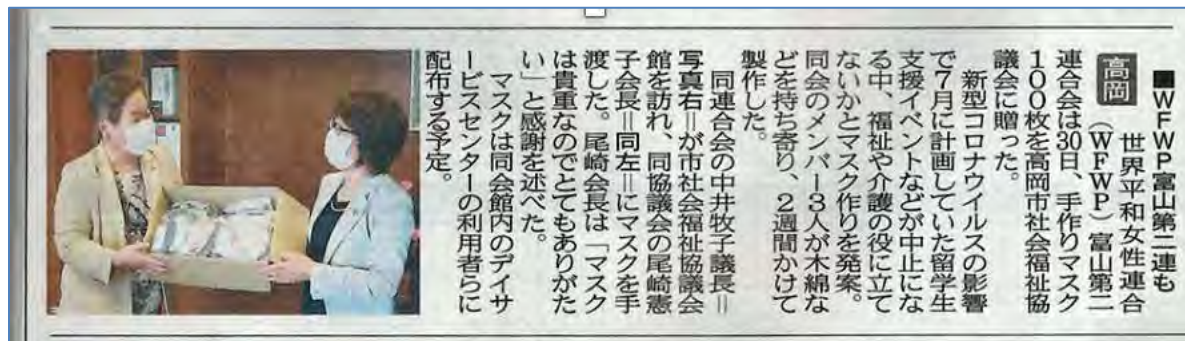 ■WFWP富山第二連も
高岡
世界平和女性連合
(WFWP)富山第二
連合会は30日、手作りマスク
100枚を高岡市社会福祉協
議会に贈った。
新型コロナウイルスの影響
で7月に計画していた留学生
支援イベントなどが中止にな
る中、福祉や介護の役に立て
ないかとマスク作りを発案。
同会のメンバー3人が木綿な
どを持ち寄り、2週間かけて
製作した。
同連合会の中井牧子議長=
写真右=が市社会福祉協議会
館を訪れ、同協議会の尾崎憲
子会長=同左=にマスクを手
渡した。尾崎会長は「マスク
は貴重なのでとてもありがた
い」と感謝を述べた。
マスクは同会館内のデイサ
ービスセンターの利用者らに
配布する予定。